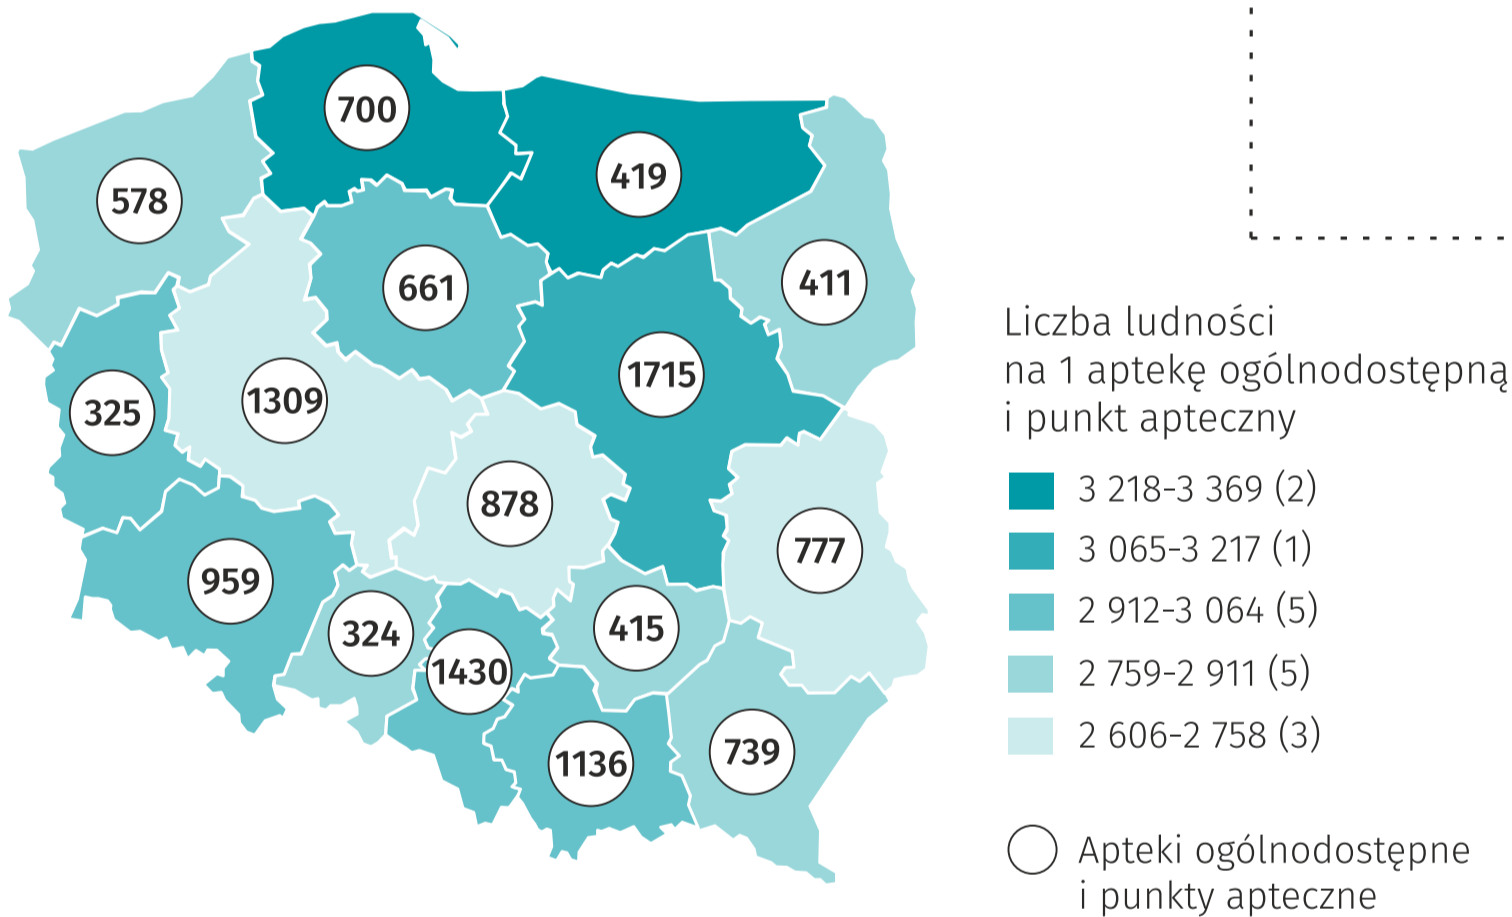 700
419
578
411
661
1715
1309
325
878
777
959
415
324
1430
739
1136
Liczba ludności
na 1 aptekę ogólnodostępną
i punkt apteczny
3 218-3 369 (2)
3 065-3 217 (1)
2 912-3 064 (5)
2 759-2 911 (5)
2 606-2 758 (3)
Apteki ogólnodostępne
i punkty apteczne